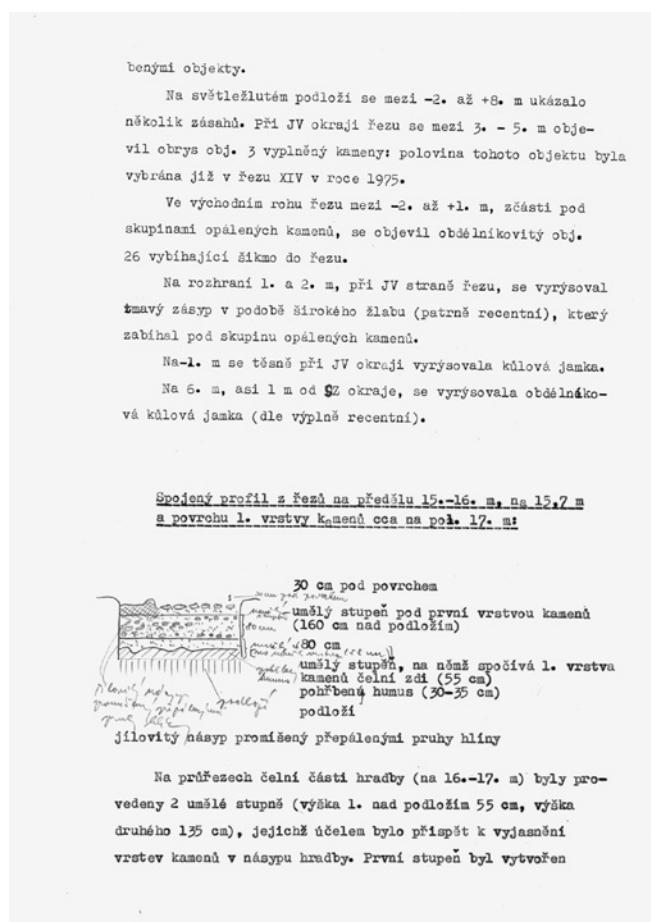 benými objekty.
Na světležlutém podloží se mezi -2. až +8. m ukázalo
několik zásahů. Při JV okraji řezu se mezi 3. - 5. m obje-
vil obrys obj. 3 vyplněný kameny: polovina tohoto objektu byla
vybrána již v řezu XIV v roce 1975.
Ve východním rohu řezu mezi -2. až +1. m, zčásti pod
skupinami opálených kamenů, se objevil obdélníkovitý obj.
26 vybíhající šikmo do řezu.
Na rozhraní 1. a 2. m, při JV straně řezu, se vyrýsoval
tmavý zásyp v podobě širokého žlabu (patrně recentní), který
zabíhal pod skupinu opálených kamenů.
Na-1. m se těsně při JV okraji vyrýsovala kůlová jamka.
Na 6. m, asi 1 m od SZ okraje, se vyrýsovala obdélníko-
vá kůlová jamka (dle výplně recentní).
Spojený profil z řezů na předělu 15.-16. m, na 15,7 m
a povrchu 1. vrstvy kamenů cca na pol. 17. m:
30 cm pod povrchem
umělý stupeň pod první vrstvou kamenů
(160 cm nad podložím)
80 cm
80 cm
umělý stupeň, na němž spočívá 1. vrstva
kamenů čelní zdi (55 cm)
pohřbený humus (30-35 cm)
podloží
podloží
jílovitý násyp promíšený přepálenými pruhy hlíny
Na průřezech čelní části hradby (na 16.-17. m) byly pro-
vedeny 2 umělé stupně (výška 1. nad podložím 55 cm, výška
druhého 135 cm), jejichž účelem bylo přispět k vyjasnění
vrstev kamenů v násypu hradby. První stupeň byl vytvořen